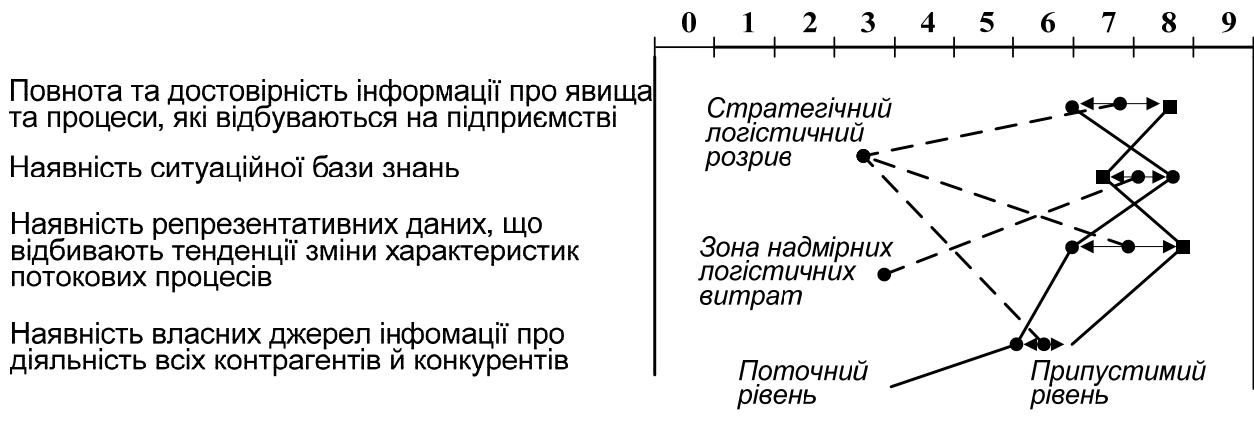 0 1 2 3 4 5 6 7 8 9
Повнота та достовірність інформації про явища
та процеси, які відбуваються на підприємстві
Наявність ситуаційної бази знань
Наявність репрезентативних даних, що
відбивають тенденції зміни характеристик
потокових процесів
Наявність власних джерел інфомації про
діяльність всіх контрагентів й конкурентів
Стратегічний
логістичний
розрив
Зона надмірних
логістичних
витрат
Поточний
рівень
Припустимий
рівень